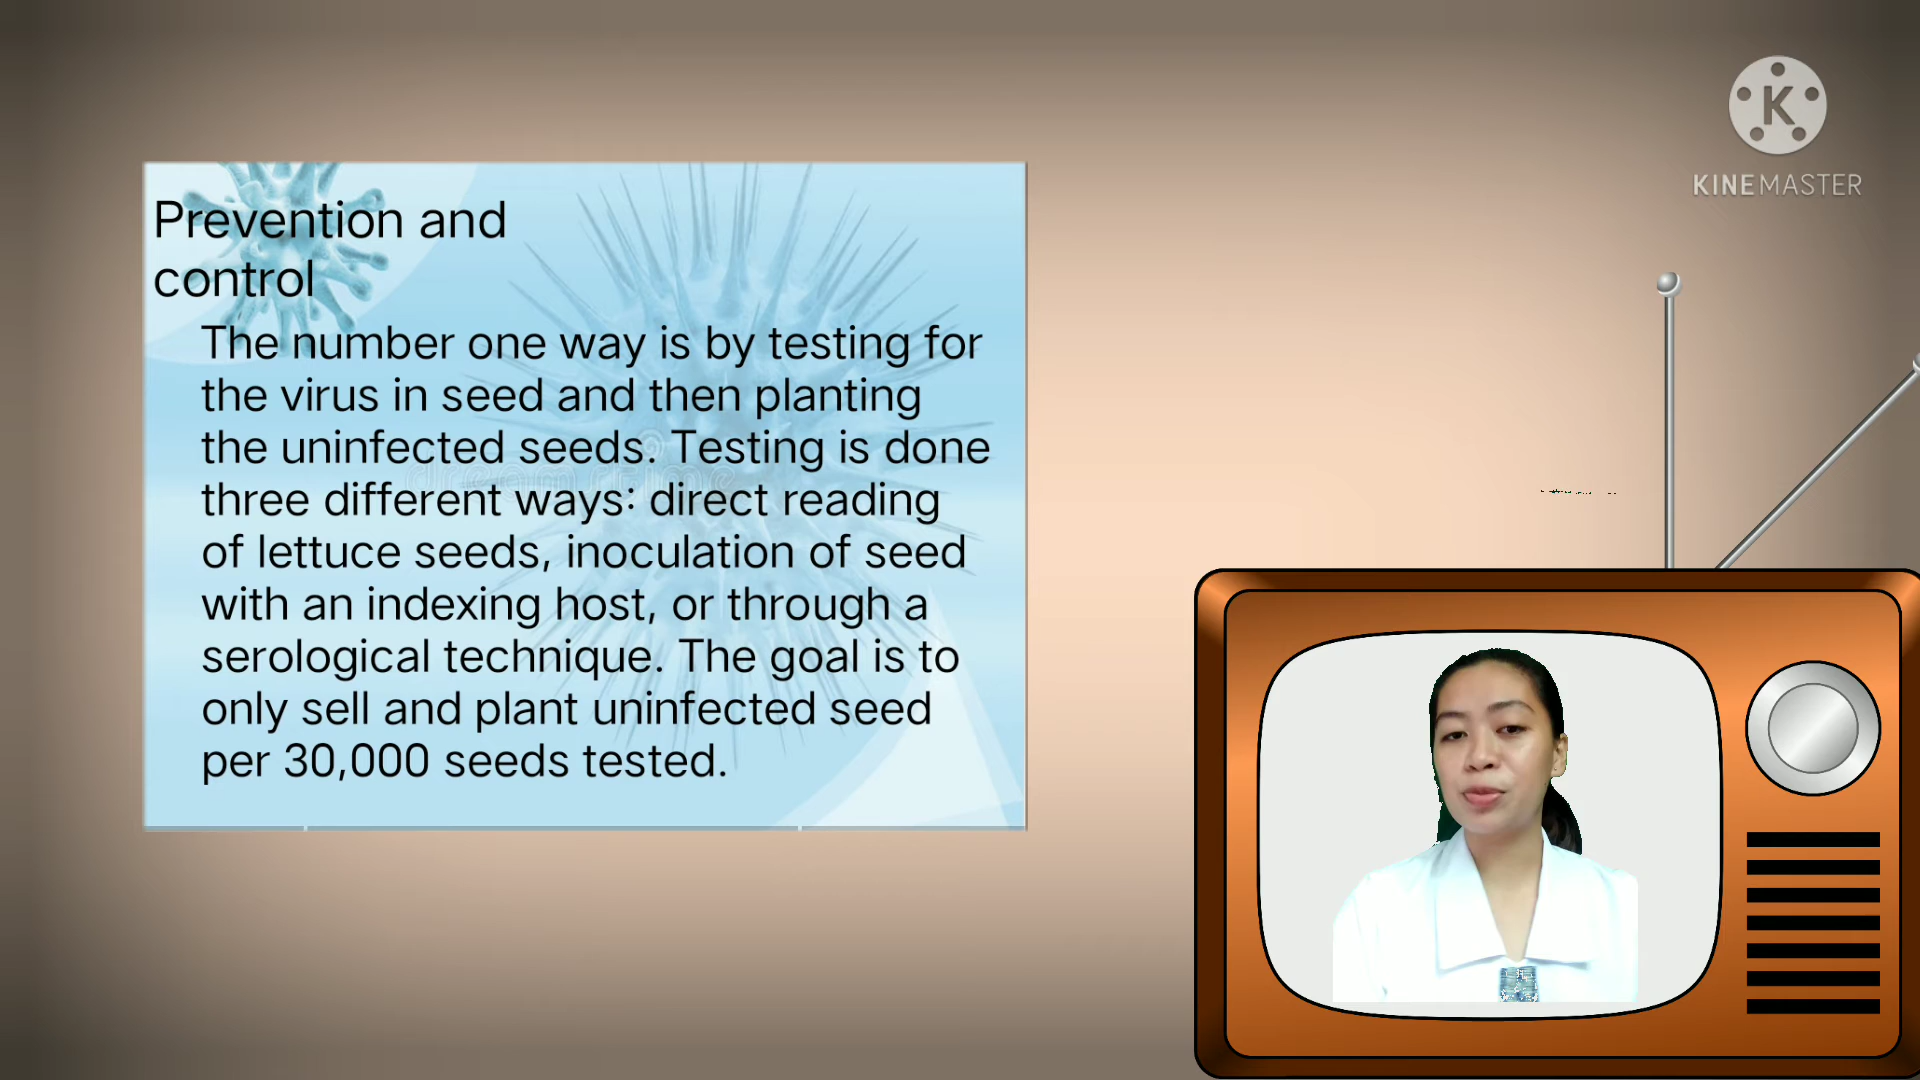 K
KINEMASTER
Prevention and
control
The number one way is by testing for
the virus in seed and then planting
the uninfected seeds. Testing is done
three different ways: direct reading
of lettuce seeds, inoculation of seed
with an indexing host, or through a
serological technique. The goal is to
only sell and plant uninfected seed
per 30,000 seeds tested.
dreamstime